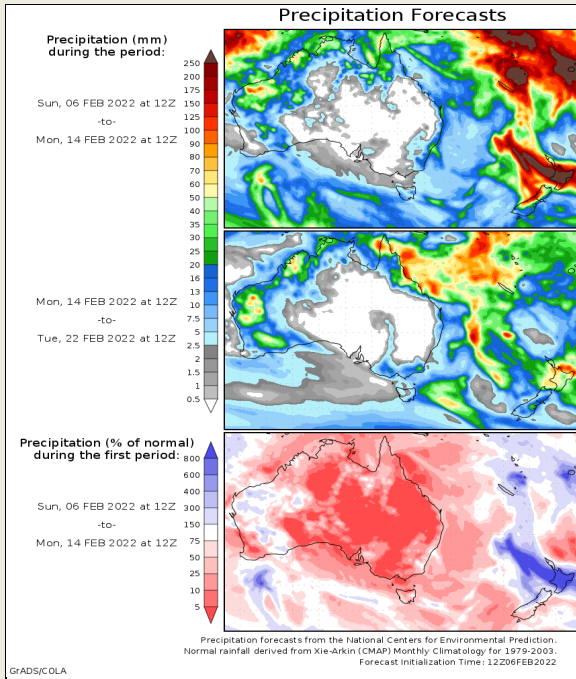 Precipitation Forecasts
Precipitation (mm)
during the period:
Sun, 06 FEB 2022 at 12Z
-to-
Mon, 14 FEB 2022 at 12Z
250
200
175
150
125
100
90
80
70
60
50
40
35
30
25
20
16
13
10
7.5
5
2.5
2
1.5
1
0.5
Mon, 14 FEB 2022 at 12Z
-to-
Tue, 22 FEB 2022 at 12Z
Precipitation (% of normal)
during the first period:
Sun, 06 FEB 2022 at 12Z
-to-
Mon, 14 FEB 2022 at 12Z
800
600
400
300
150
75
50
25
10
5
Precipitation forecasts from the National Centers for Environmental Prediction.
Normal rainfall derived from Xie-Arkin (CMAP) Monthly Climatology for 1979-2003.
Forecast Initialization Time: 12Z06FEB2022
GrADS/COLA